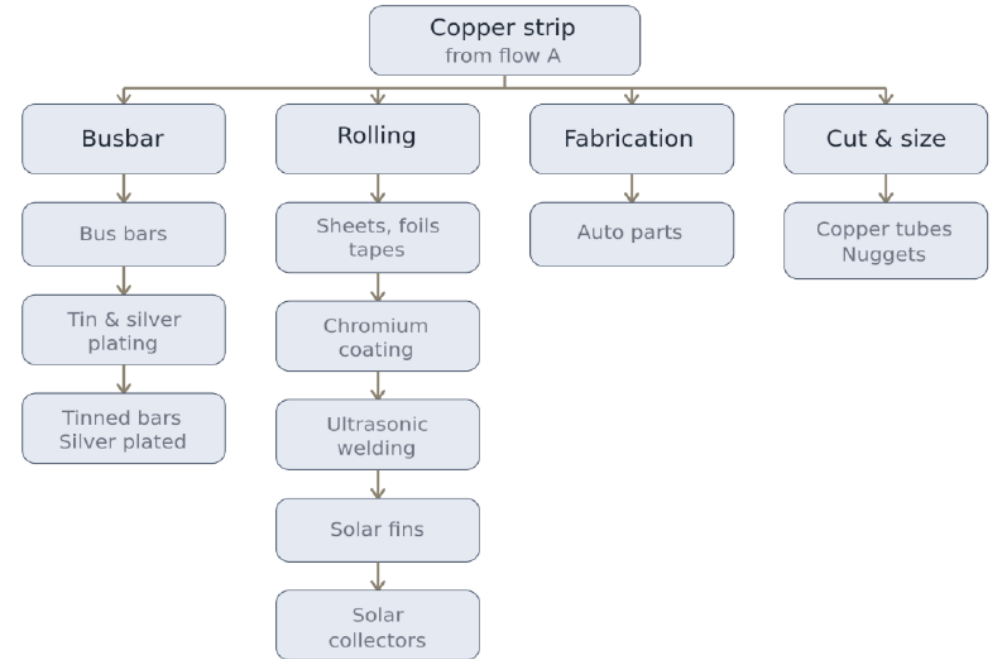 Copper strip
from flow A
Busbar
Rolling
Fabrication
Cut & size
Bus bars
Sheets, foils
tapes
Auto parts
Copper tubes
Nuggets
Tin & silver
plating
Chromium
coating
Tinned bars
Silver plated
Ultrasonic
welding
Solar fins
Solar
collectors